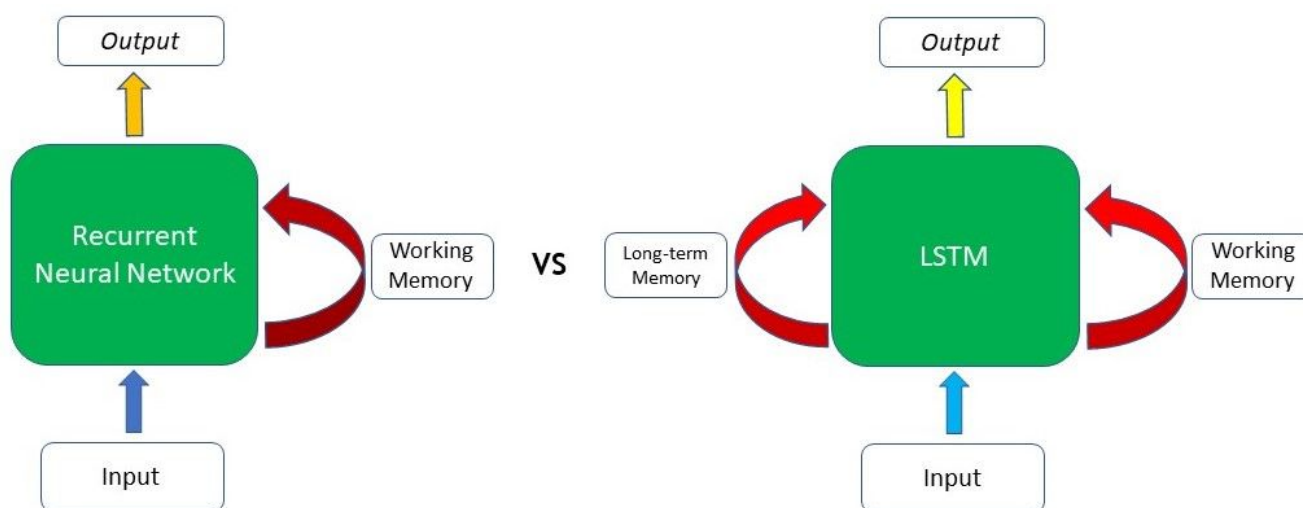 Output
Recurrent
Neural Network
Working
Memory
Input
VS
Output
Long-term
Memory
LSTM
Working
Memory
Input